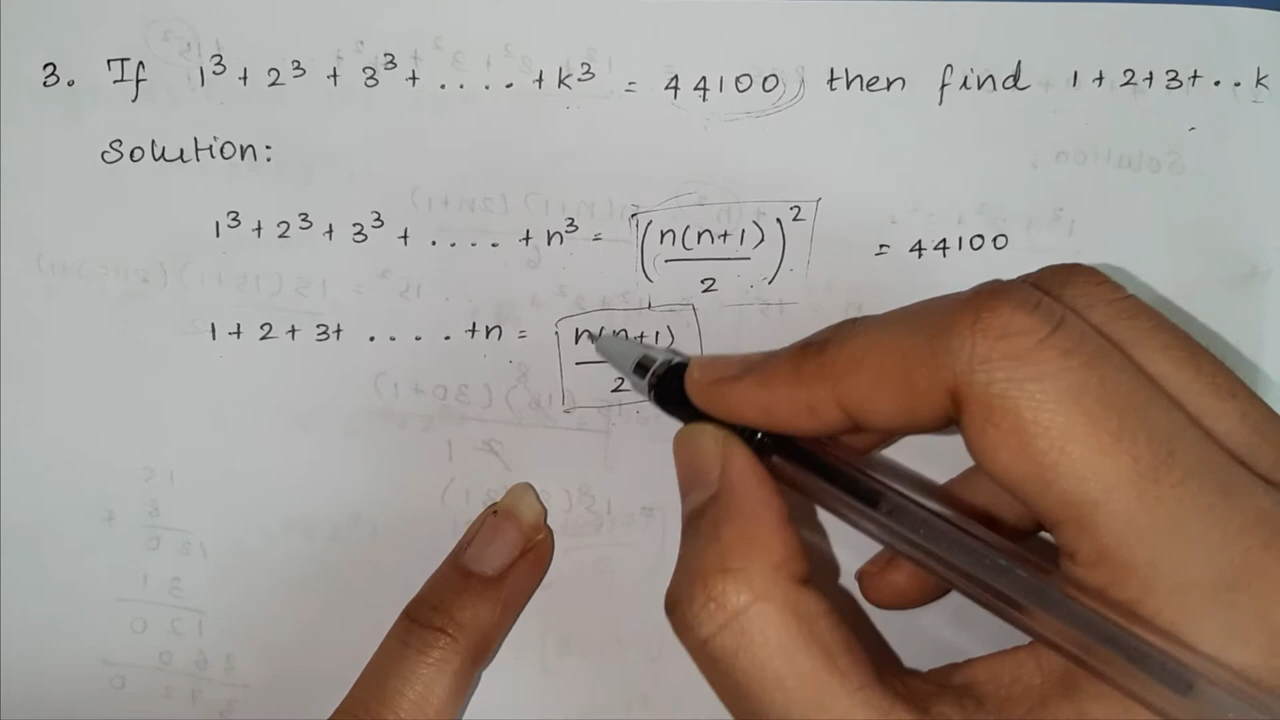 3. If 1³ + 2³ + 3³ + . . . . + k³ = 44100 then find 1 + 2 + 3 + . . k
Solution:
1³ + 2³ + 3³ + . . . . + n³ = (n(n+1)/2)² = 44100
1 + 2 + 3 + . . . . + n = n(n+1)/2